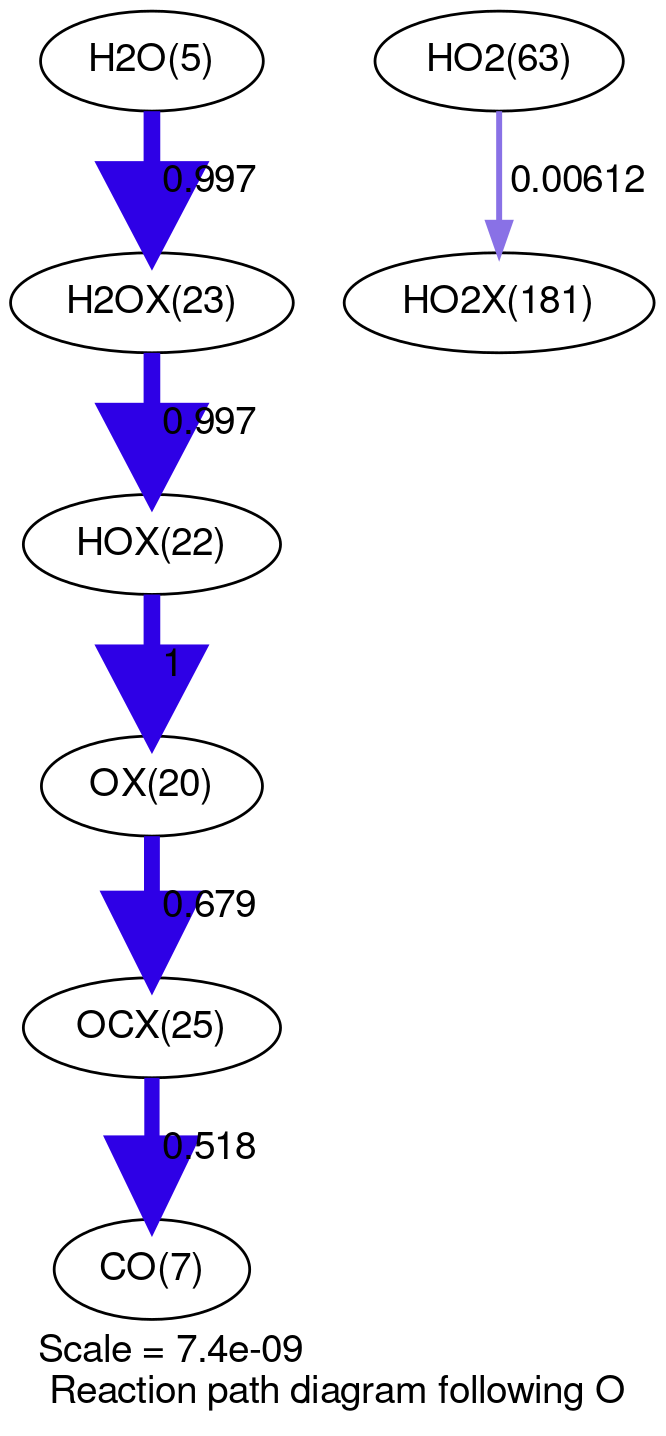 H2O(5)
HO2(63)
0.997
0.00612
H2OX(23)
HO2X(181)
0.997
HOX(22)
1
OX(20)
0.679
OCX(25)
0.518
CO(7)
Scale = 7.4e-09
Reaction path diagram following O